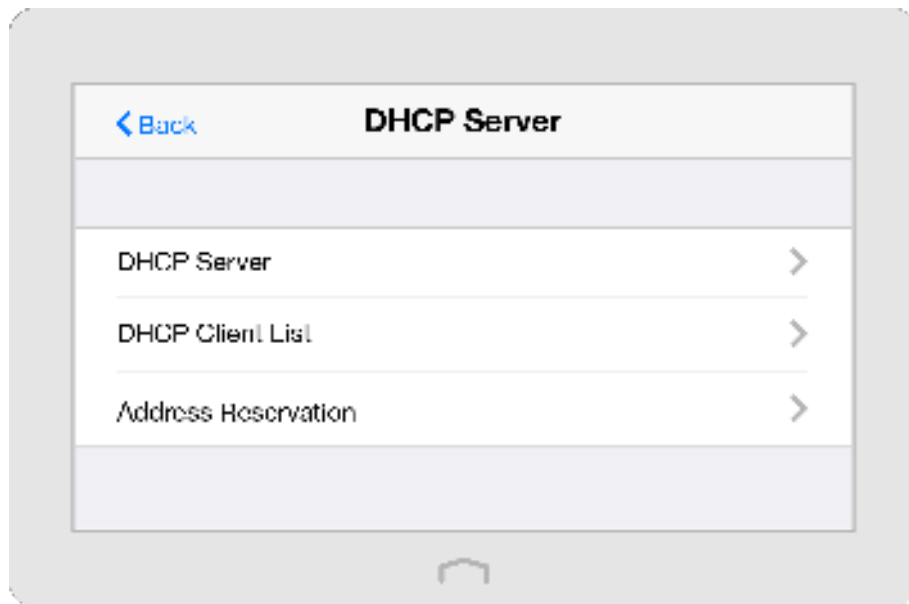 Back
DHCP Server
DHCP Server
DHCP Client List
Address Reservation